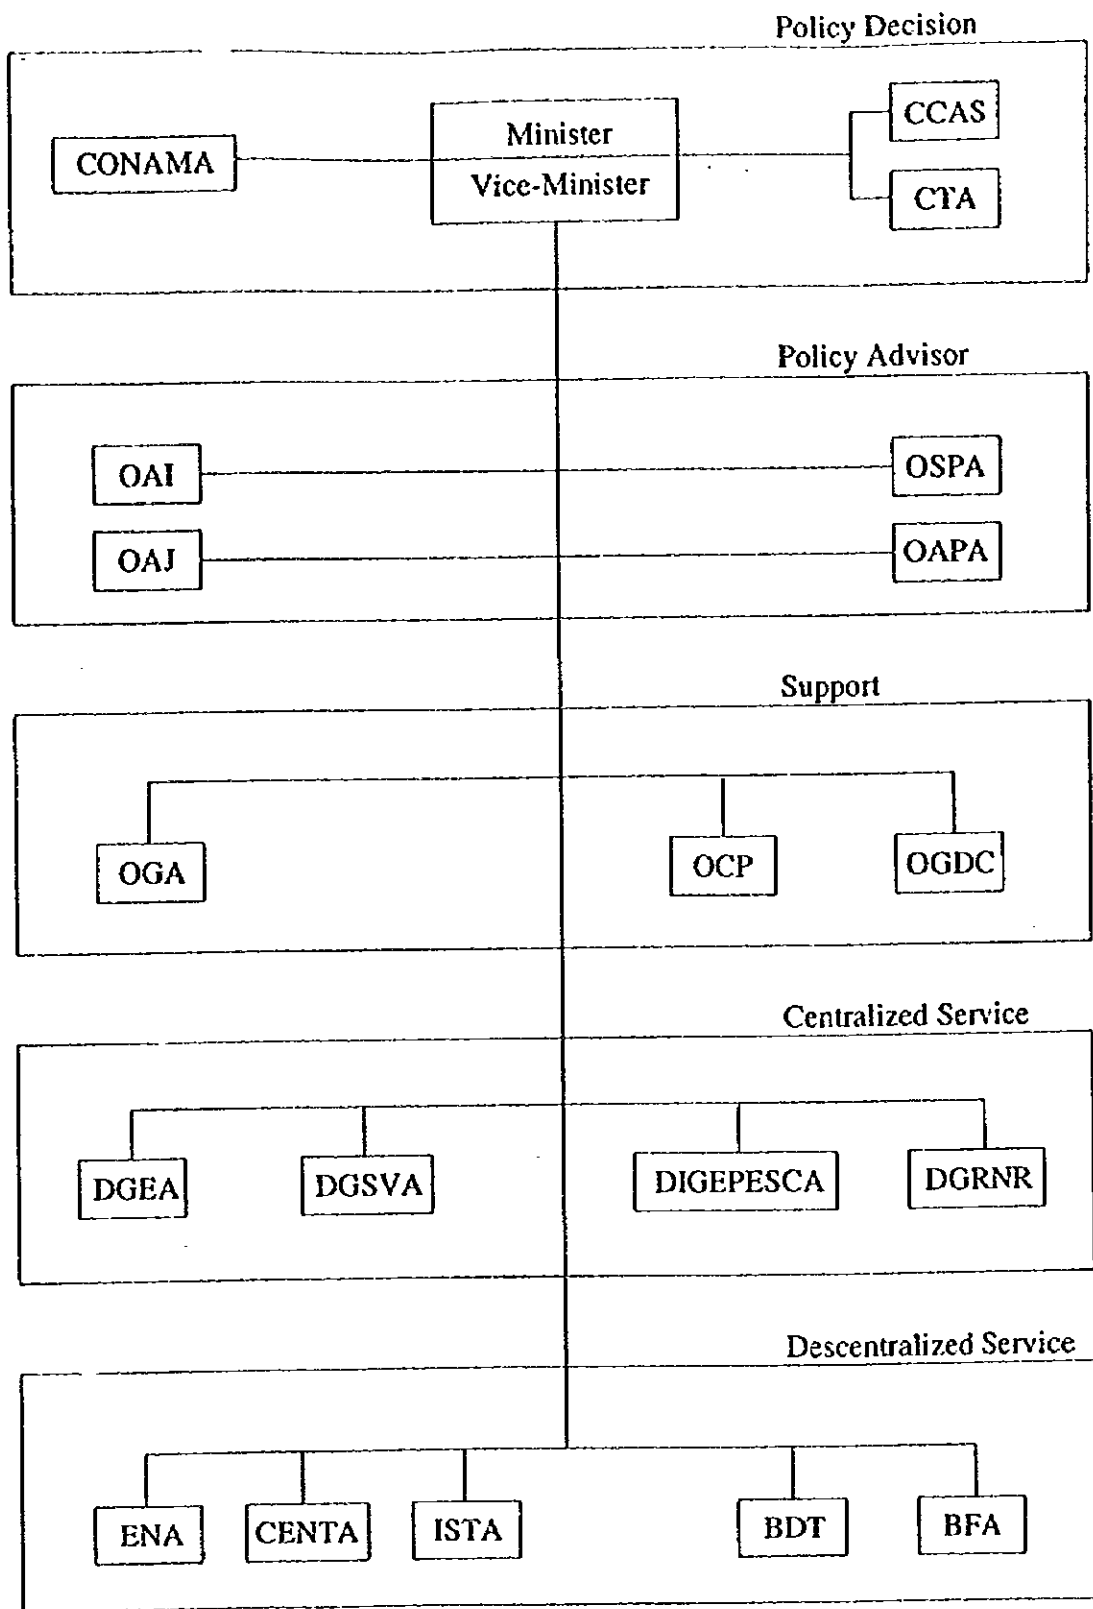 Policy Decision
CONAMA
Minister
Vice-Minister
CCAS
CTA
Policy Advisor
OAI
OSPA
OAJ
OAPA
Support
OGA
OCP
OGDC
Centralized Service
DGEA
DGSVA
DIGEPESCA
DGRNR
Descentralized Service
ENA
CENTA
ISTA
BDT
BFA